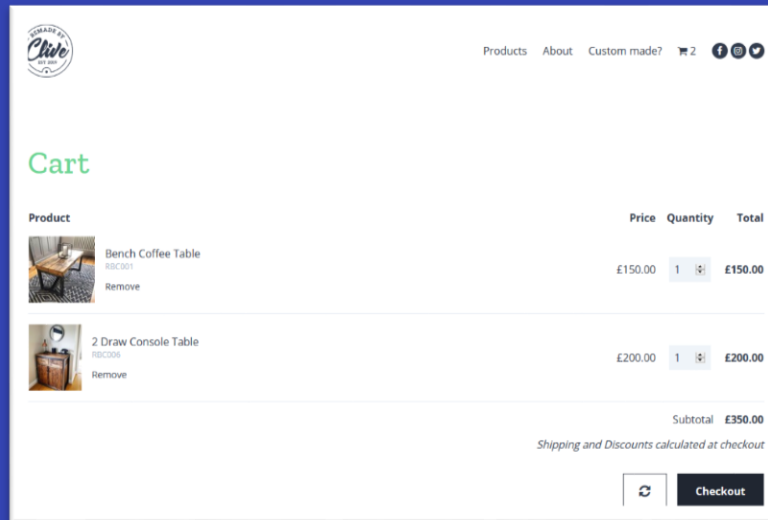 REMADE BY
Clive
EST 2019
Products About Custom made? 2
Cart
Product Price Quantity Total
Bench Coffee Table
RBC001
Remove
£150.00 1 £150.00
2 Draw Console Table
RBC006
Remove
£200.00 1 £200.00
Subtotal £350.00
Shipping and Discounts calculated at checkout
Checkout